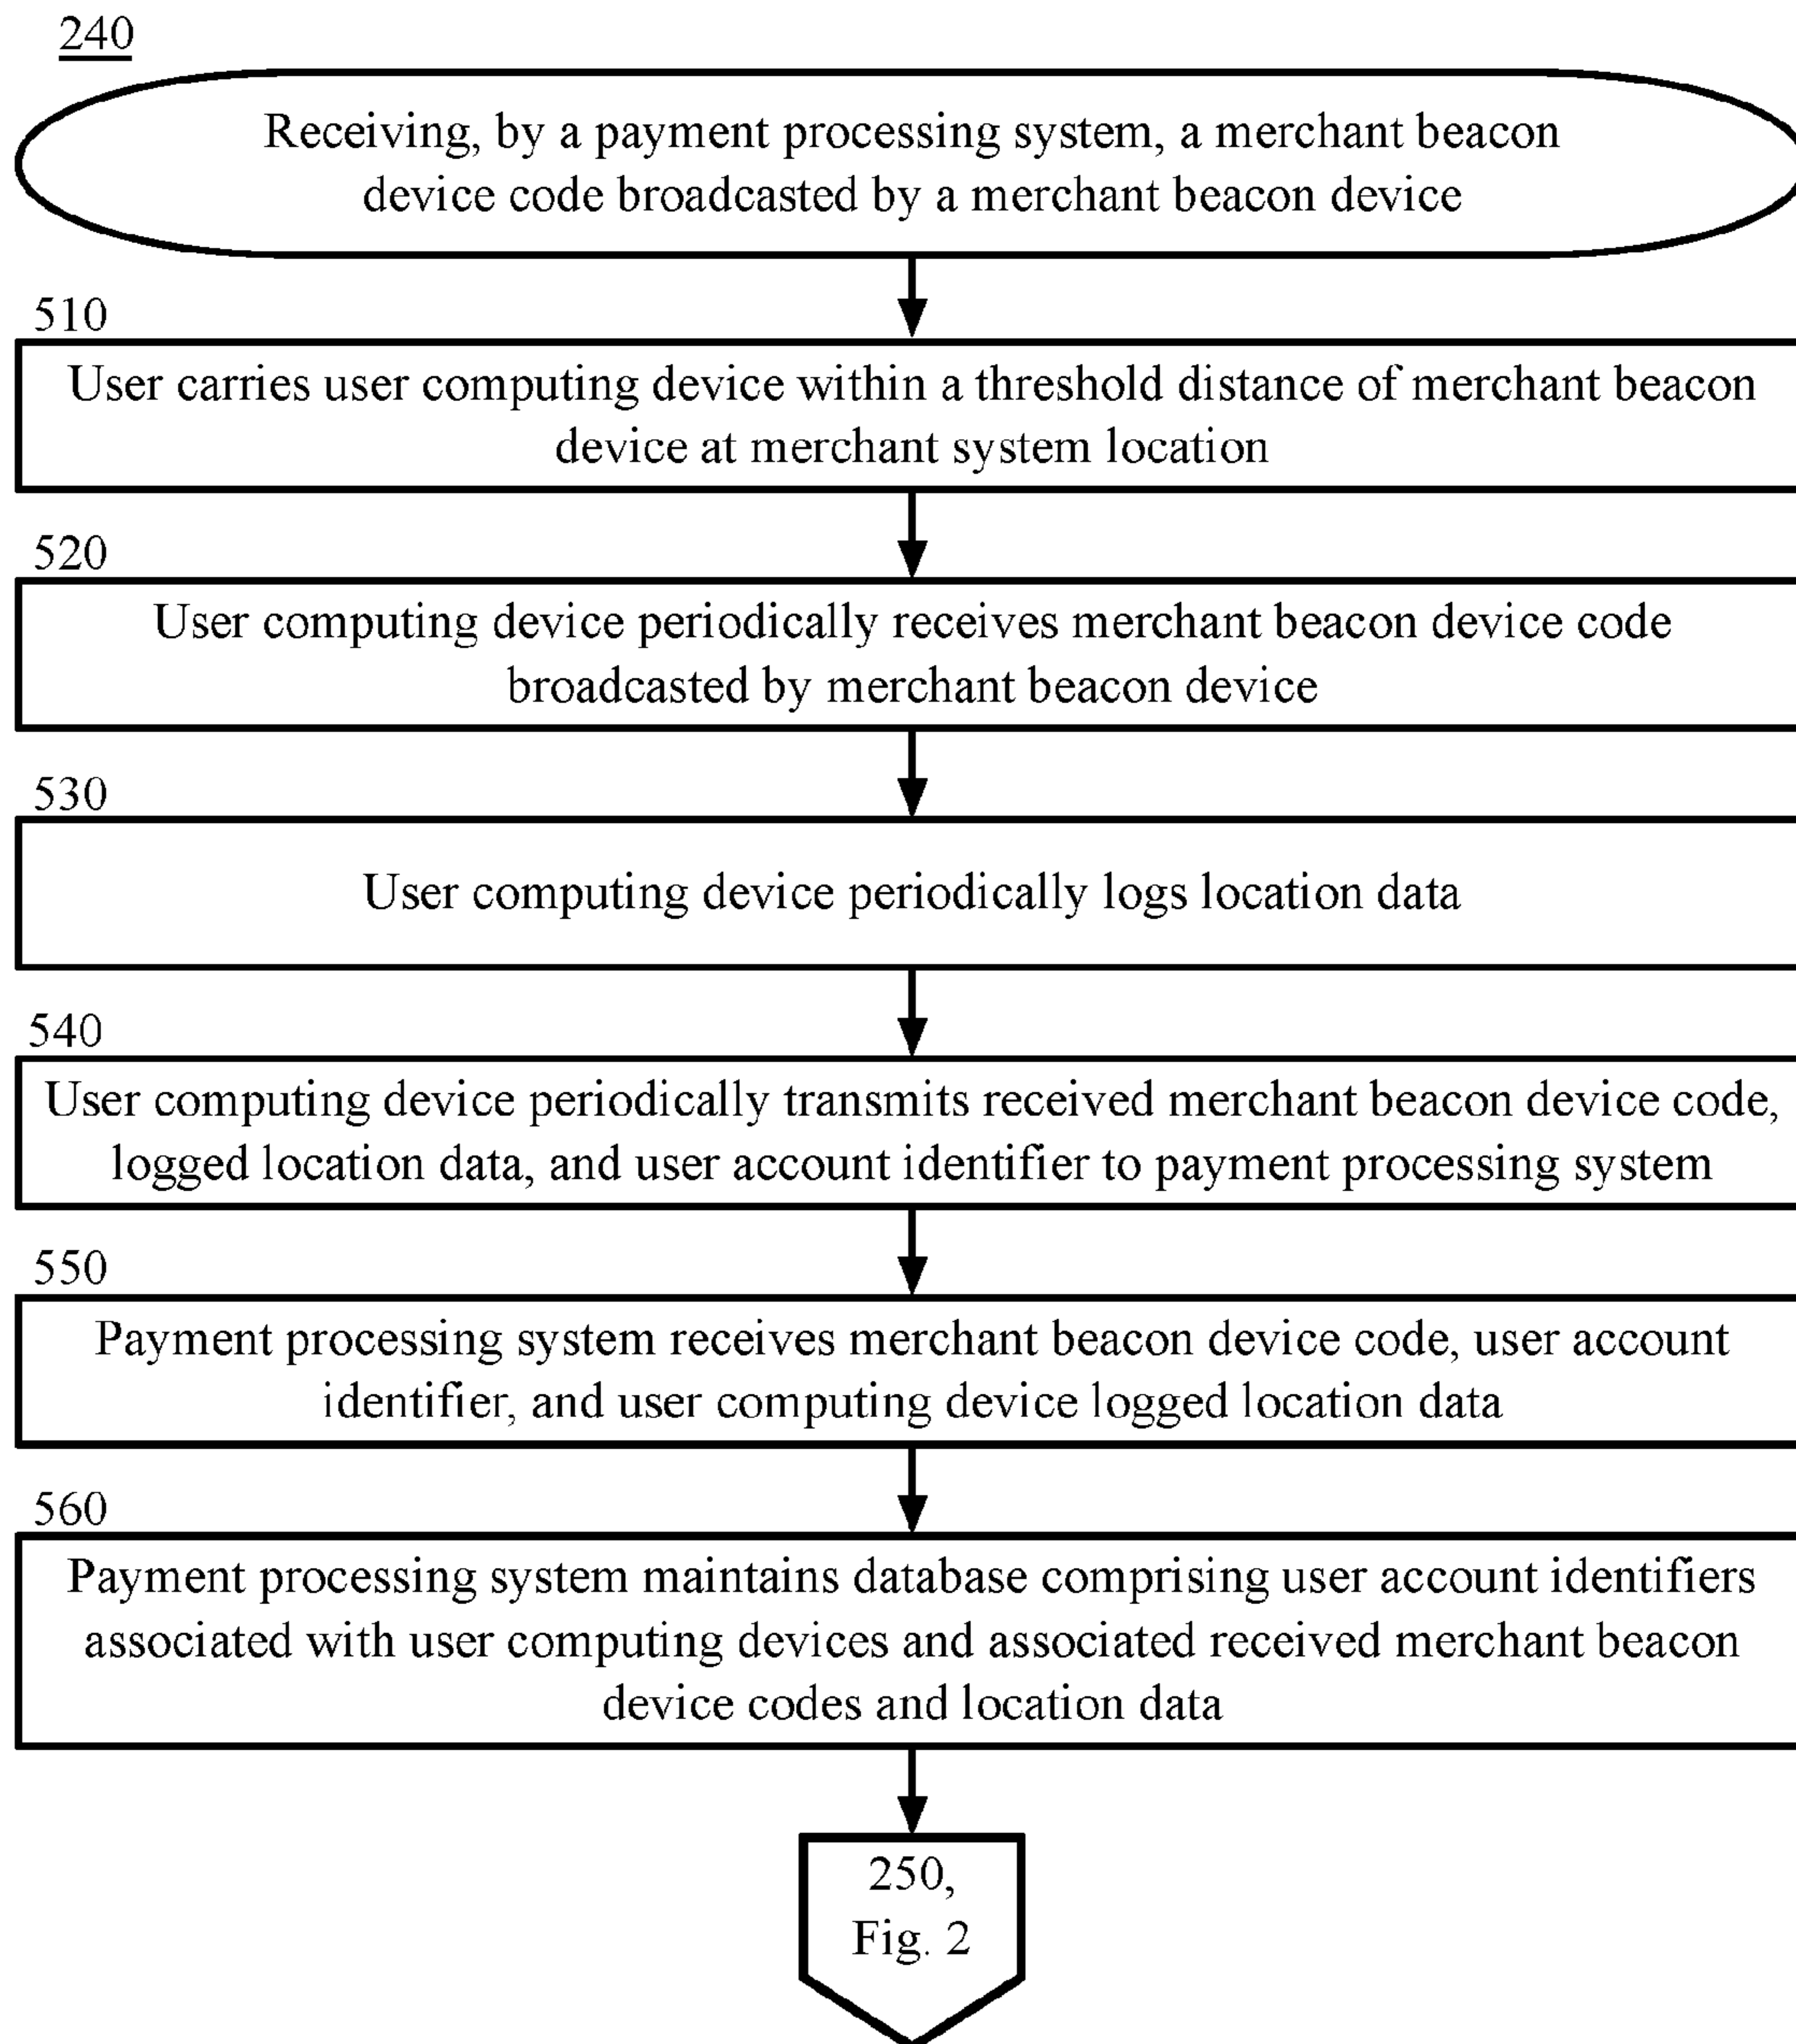 240
Receiving, by a payment processing system, a merchant beacon
device code broadcasted by a merchant beacon device
510
User carries user computing device within a threshold distance of merchant beacon
device at merchant system location
520
User computing device periodically receives merchant beacon device code
broadcasted by merchant beacon device
530
User computing device periodically logs location data
540
User computing device periodically transmits received merchant beacon device code,
logged location data, and user account identifier to payment processing system
550
Payment processing system receives merchant beacon device code, user account
identifier, and user computing device logged location data
560
Payment processing system maintains database comprising user account identifiers
associated with user computing devices and associated received merchant beacon
device codes and location data
250,
Fig. 2